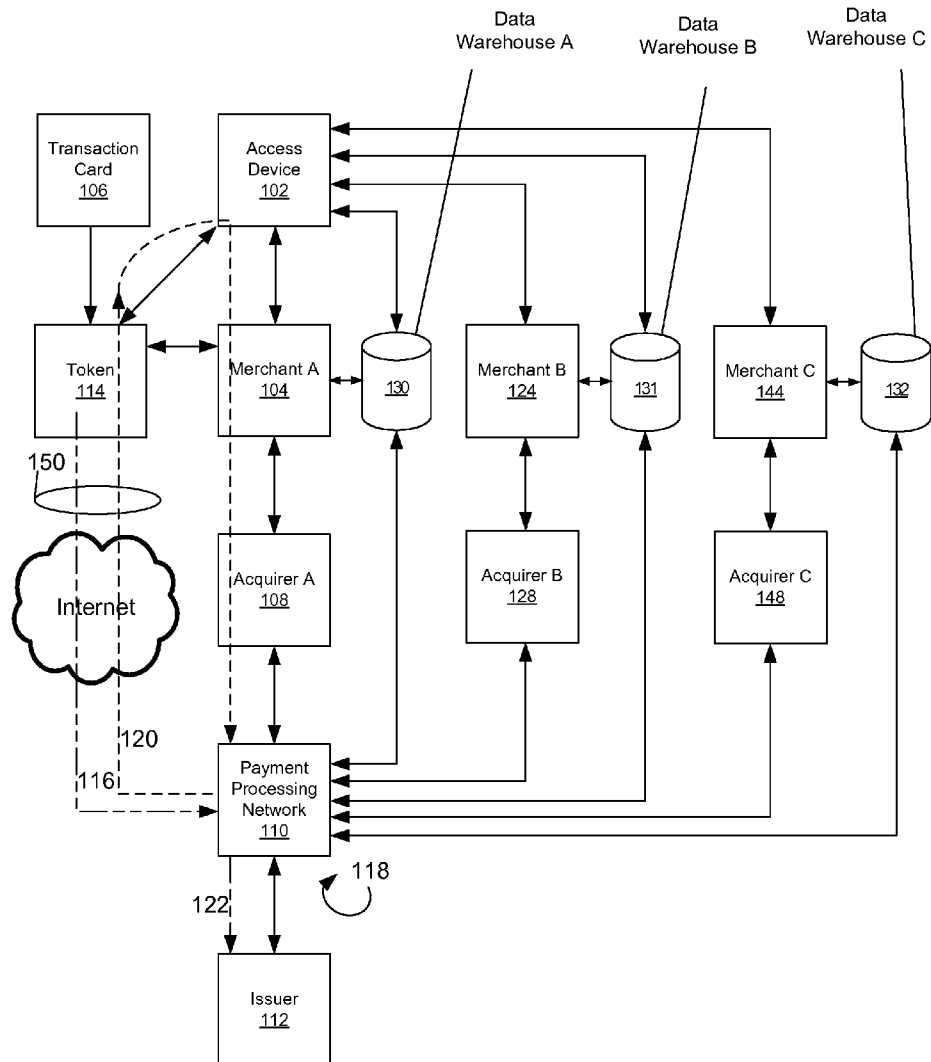 Data
Warehouse A
Data
Warehouse B
Data
Warehouse C
Transaction
Card
106
Access
Device
102
Token
114
Merchant A
104
130
Merchant B
124
131
Merchant C
144
132
150
Internet
Acquirer A
108
Acquirer B
128
Acquirer C
148
120
116
Payment
Processing
Network
110
118
122
Issuer
112